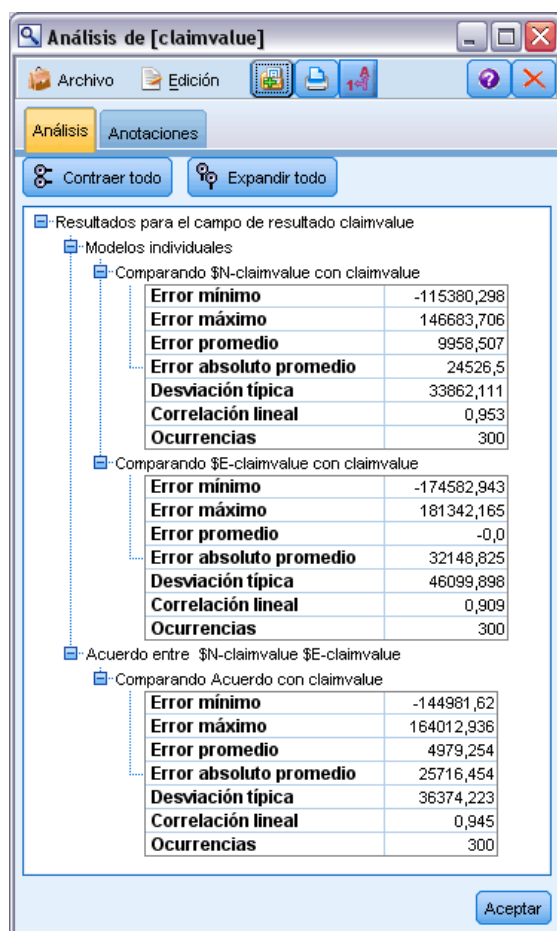 Análisis de [claimvalue]
Archivo Edición
Análisis Anotaciones
Contraer todo Expandir todo
Resultados para el campo de resultado claimvalue
Modelos individuales
Comparando $N-claimvalue con claimvalue
Error mínimo -115380,298
Error máximo 146683,706
Error promedio 9958,507
Error absoluto promedio 24526,5
Desviación típica 33862,111
Correlación lineal 0,953
Ocurrencias 300
Comparando $E-claimvalue con claimvalue
Error mínimo -174582,943
Error máximo 181342,165
Error promedio -0,0
Error absoluto promedio 32148,825
Desviación típica 46099,898
Correlación lineal 0,909
Ocurrencias 300
Acuerdo entre $N-claimvalue $E-claimvalue
Comparando Acuerdo con claimvalue
Error mínimo -144981,62
Error máximo 164012,936
Error promedio 4979,254
Error absoluto promedio 25716,454
Desviación típica 36374,223
Correlación lineal 0,945
Ocurrencias 300
Aceptar